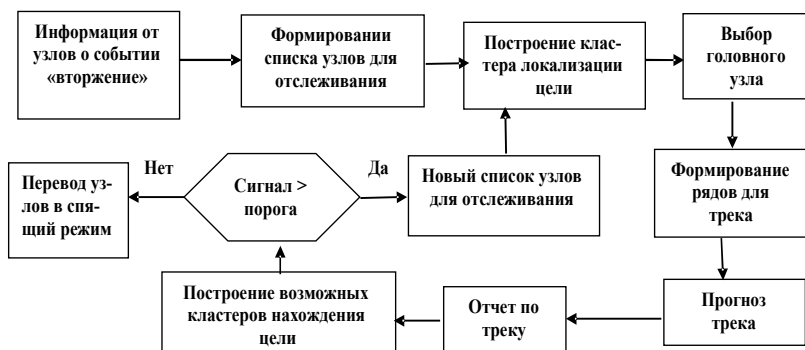 Информация от
узлов о событии
«вторжение»
Формировании
списка узлов для
отслеживания
Построение кла-
стера локализации
цели
Выбор
головного
узла
Формирование
рядов для
трека
Прогноз
трека
Отчет по
треку
Построение возможных
кластеров нахождения
цели
Сигнал >
порога
Нет
Да
Перевод уз-
лов в спя-
щий режим
Новый список узлов
для отслеживания